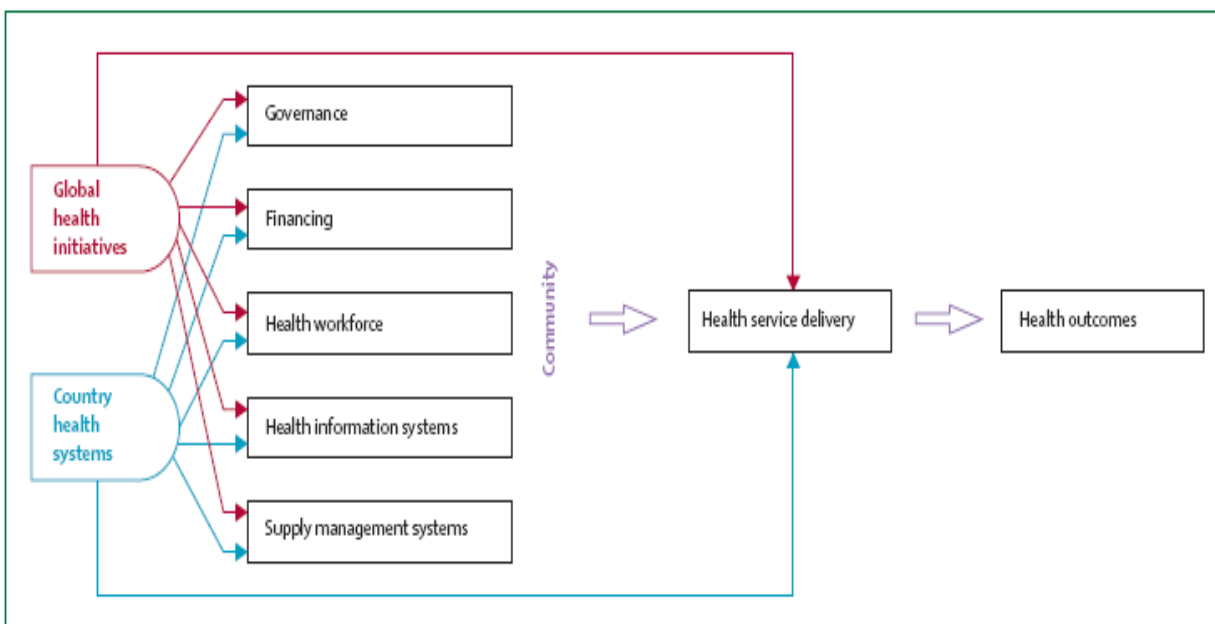 Governance
Global
health
initiatives
Financing
Health workforce
Community
Health service delivery
Health outcomes
Country
health
systems
Health information systems
Supply management systems